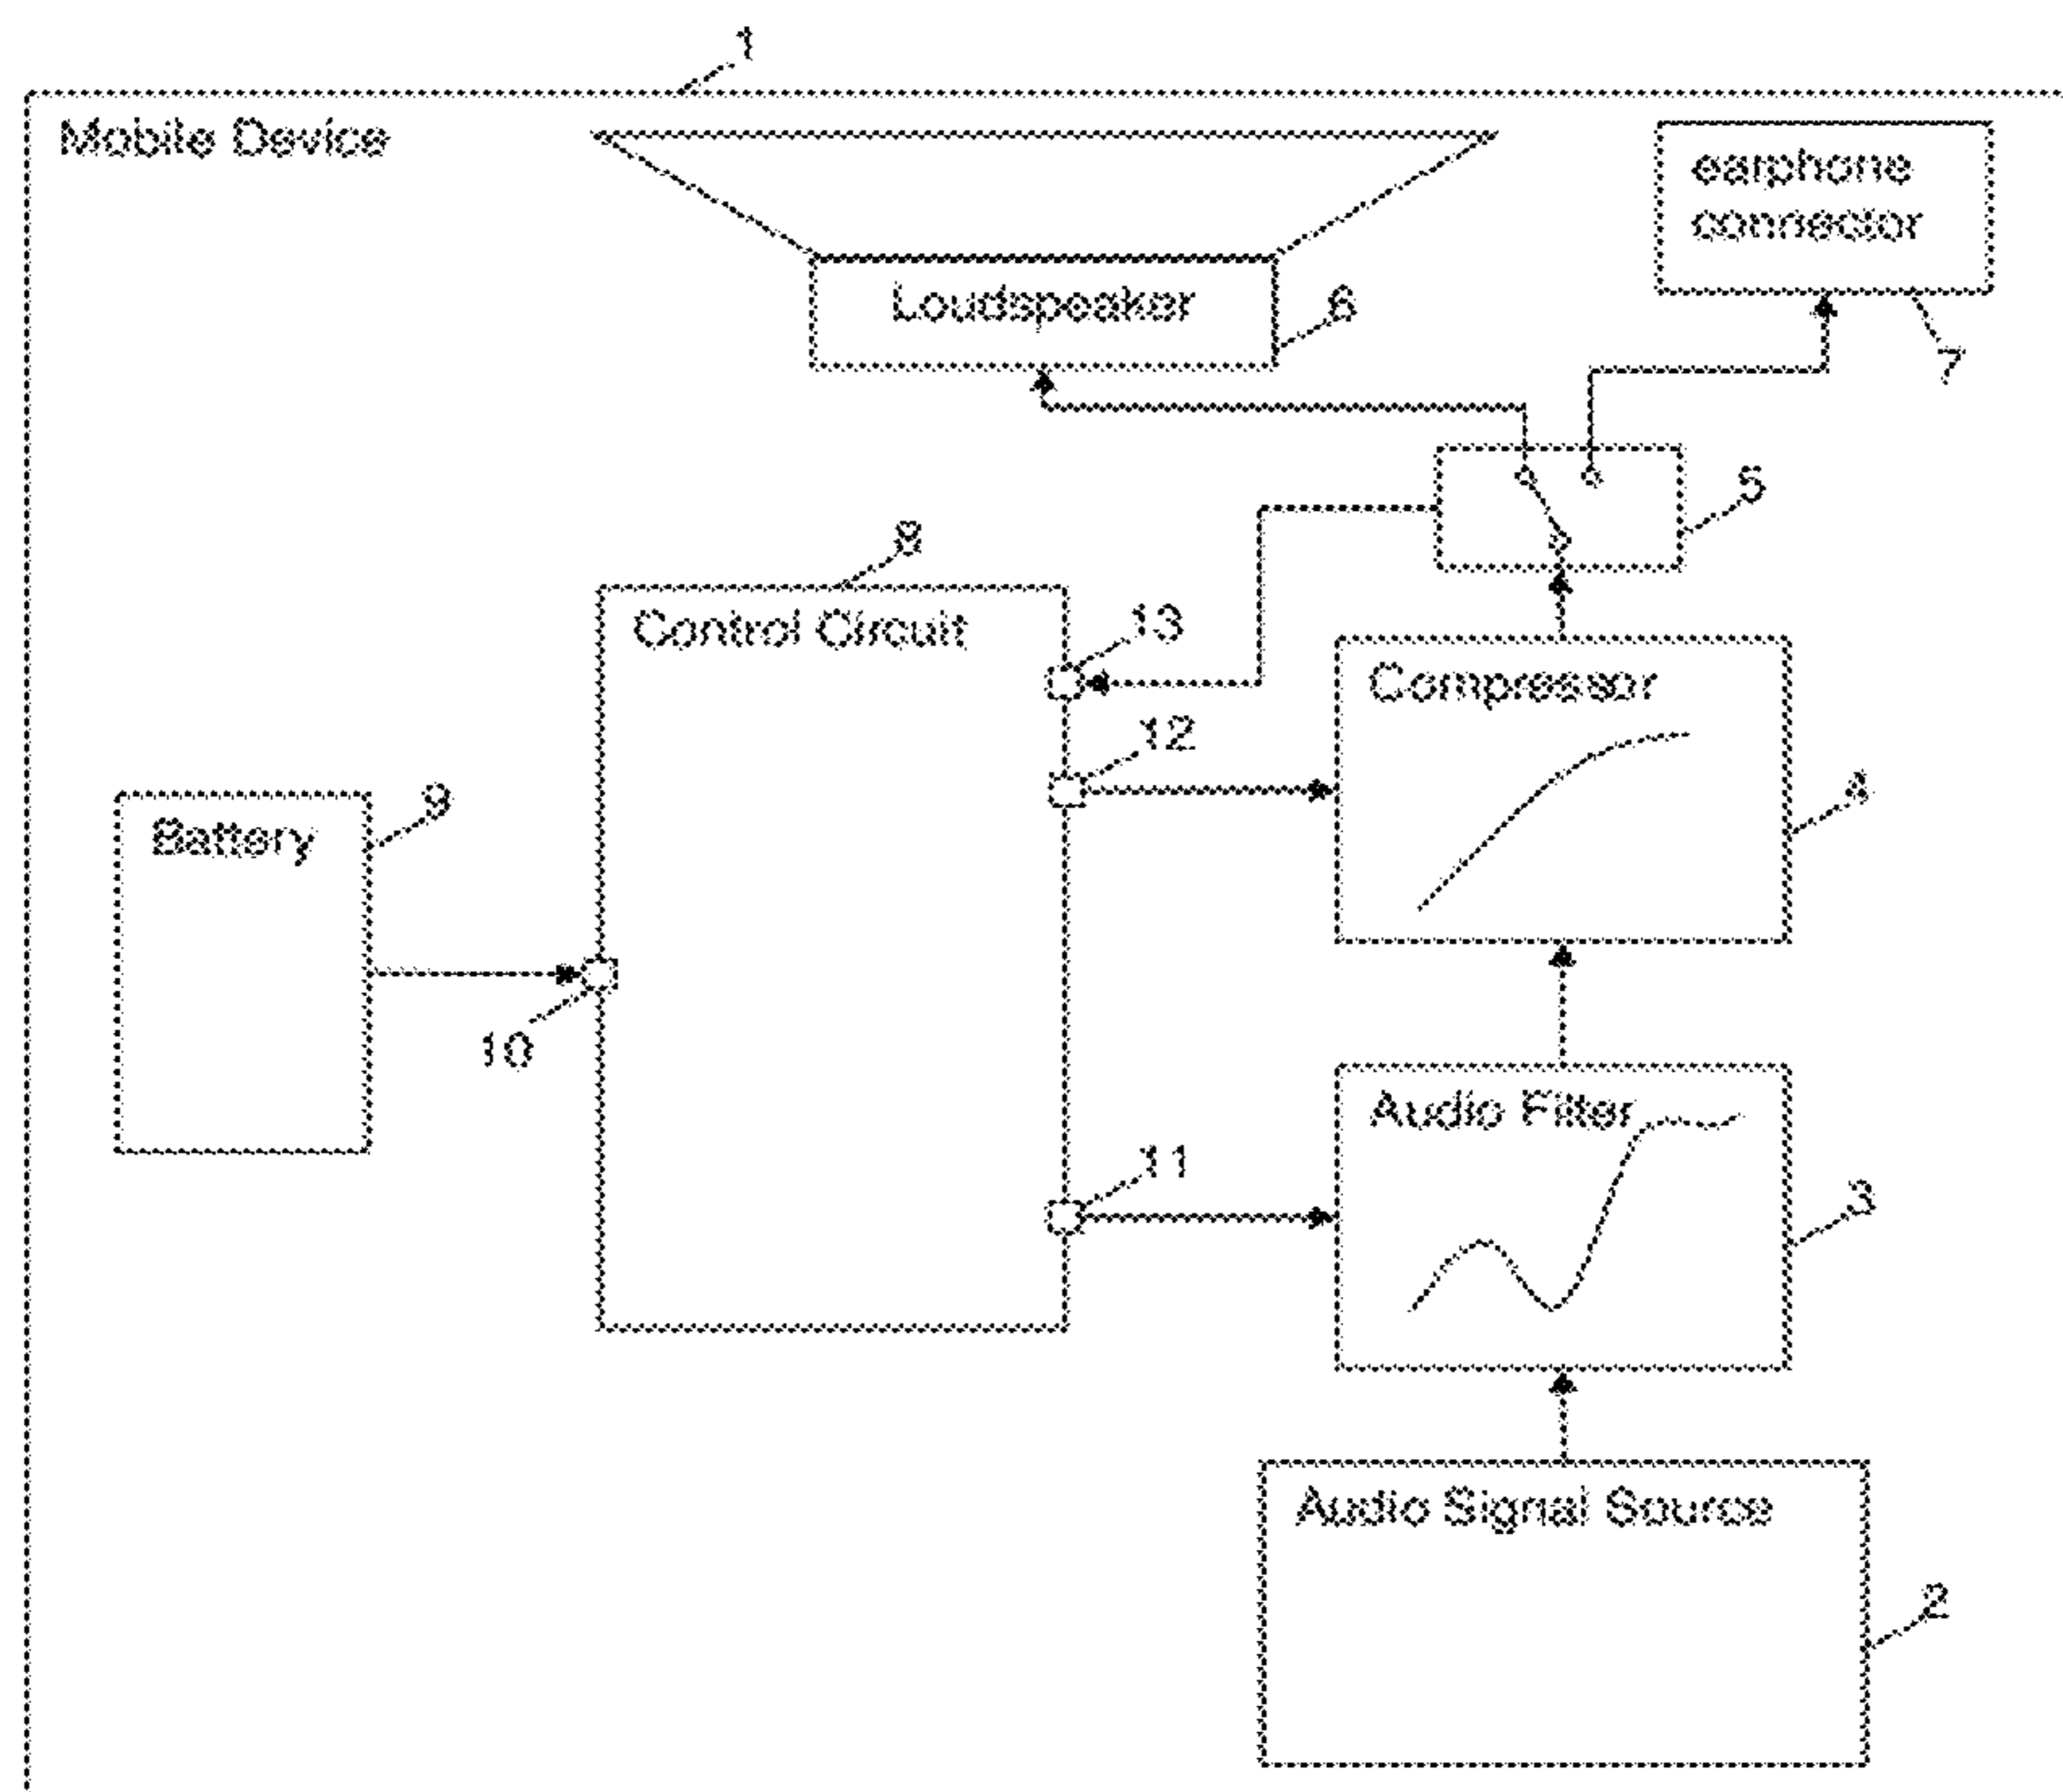 1
Mobile Device
earphone
connector
Loudspeaker
6
7
5
8
Control Circuit
13
Compressor
12
4
9
Battery
10
Audio Filter
11
3
Audio Signal Source
2